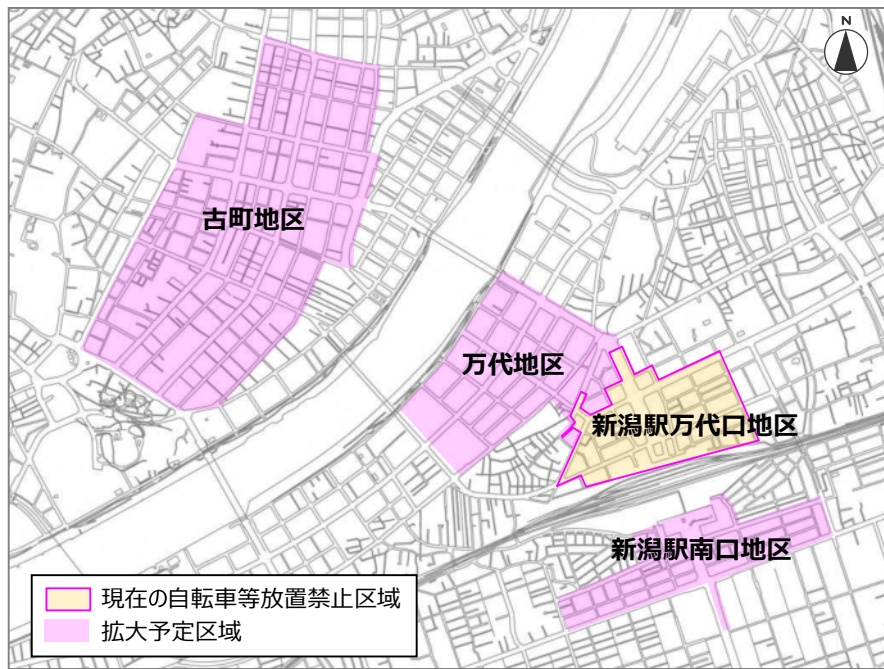 N
古町地区
万代地区
新潟駅万代口地区
新潟駅南口地区
現在の自転車等放置禁止区域
拡大予定区域